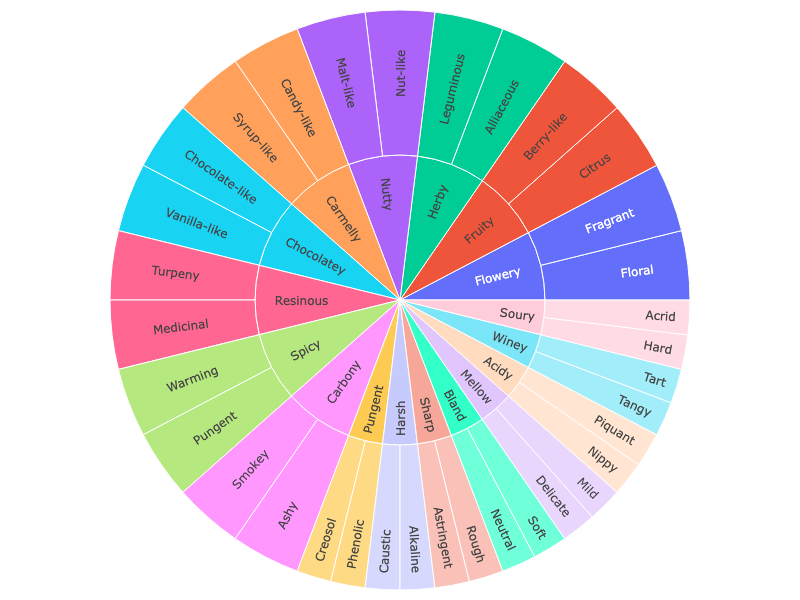 Flowery
Floral
Fragrant
Fruity
Citrus
Berry-like
Herby
Alliaceous
Leguminous
Nutty
Nut-like
Malt-like
Carmelly
Candy-like
Syrup-like
Chocolatey
Chocolate-like
Vanilla-like
Resinous
Turpeny
Medicinal
Spicy
Warming
Pungent
Carbony
Smokey
Ashy
Pungent
Creosol
Phenolic
Harsh
Caustic
Alkaline
Sharp
Astringent
Rough
Bland
Neutral
Soft
Mellow
Delicate
Mild
Acidy
Nippy
Piquant
Winey
Tangy
Tart
Soury
Hard
Acrid